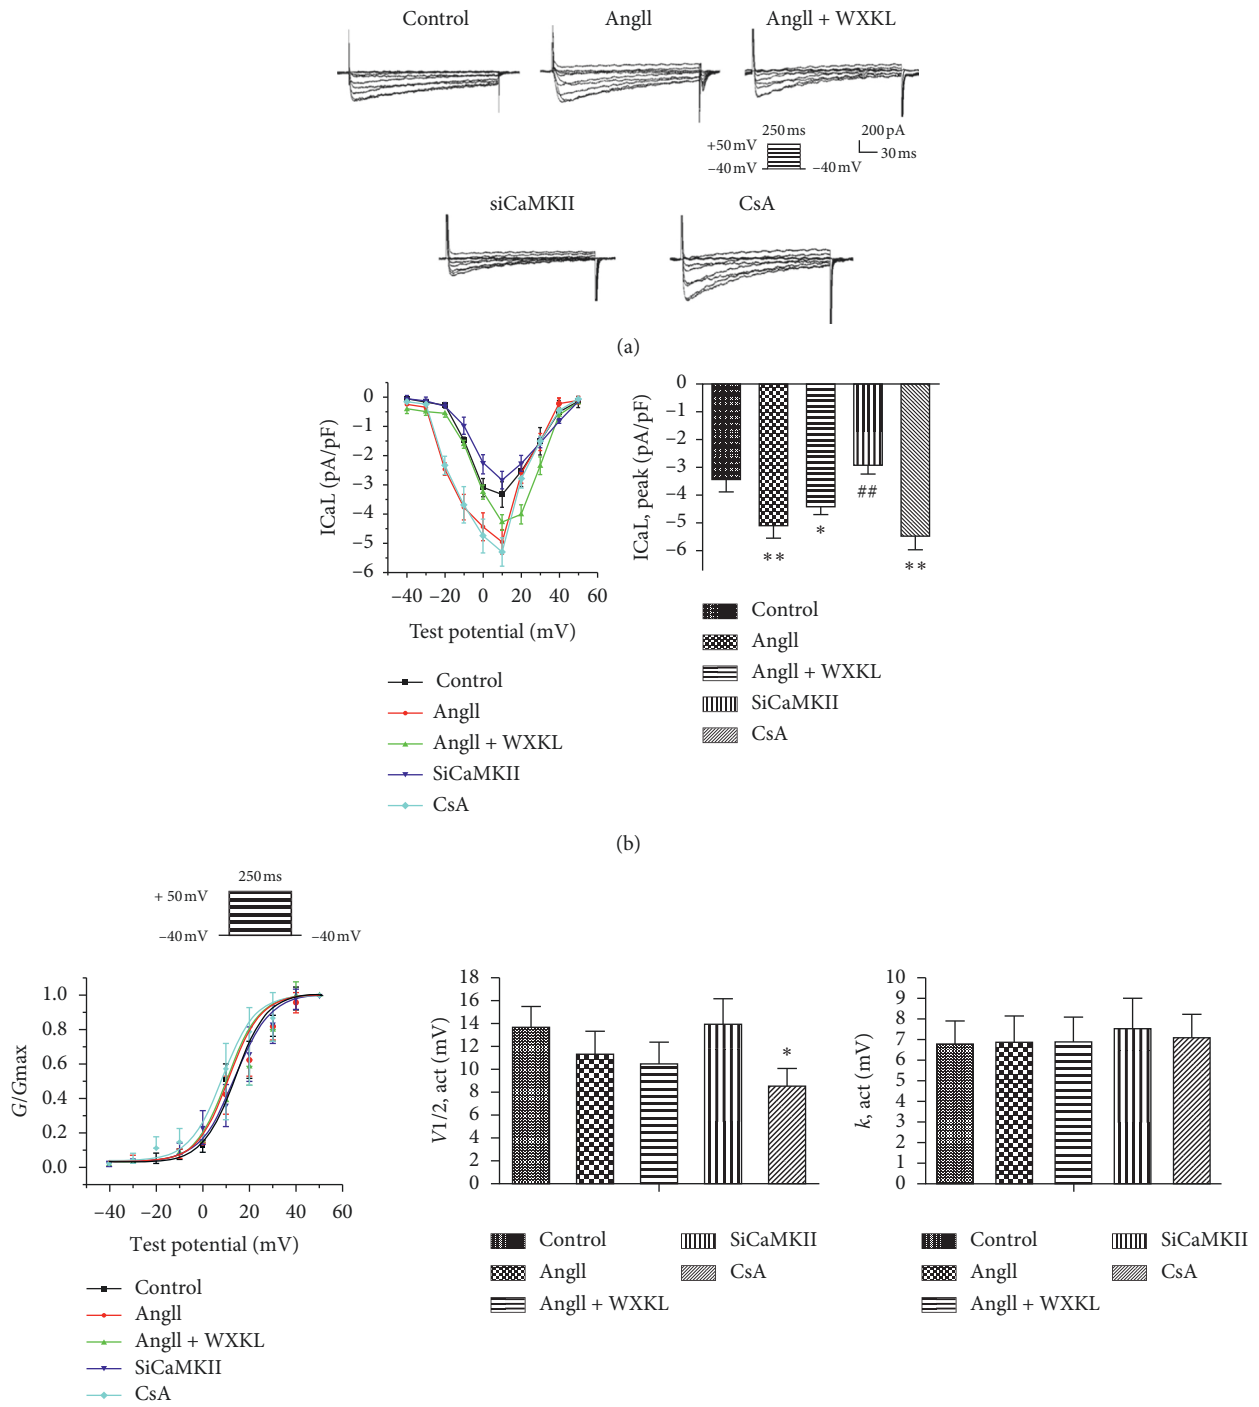 Control
AngII
AngII + WXKL
250 ms
+50 mV
−40 mV
−40 mV
200 pA
30 ms
siCaMKII
CsA
(a)
0
−1
−2
−3
−4
−5
−6
ICaL (pA/pF)
−40 −20 0 20 40 60
Test potential (mV)
Control
AngII
AngII + WXKL
SiCaMKII
CsA
0
−1
−2
−3
−4
−5
−6
ICaL, peak (pA/pF)
**
*
##
**
Control
AngII
AngII + WXKL
SiCaMKII
CsA
(b)
250 ms
+ 50 mV
−40 mV
−40 mV
1.0
0.8
0.6
0.4
0.2
0.0
G/Gmax
−40 −20 0 20 40 60
Test potential (mV)
Control
AngII
AngII + WXKL
SiCaMKII
CsA
18
16
14
12
10
8
6
4
2
0
V1/2, act (mV)
*
Control
AngII
AngII + WXKL
SiCaMKII
CsA
10
9
8
7
6
5
4
3
2
1
0
k, act (mV)
Control
AngII
AngII + WXKL
SiCaMKII
CsA